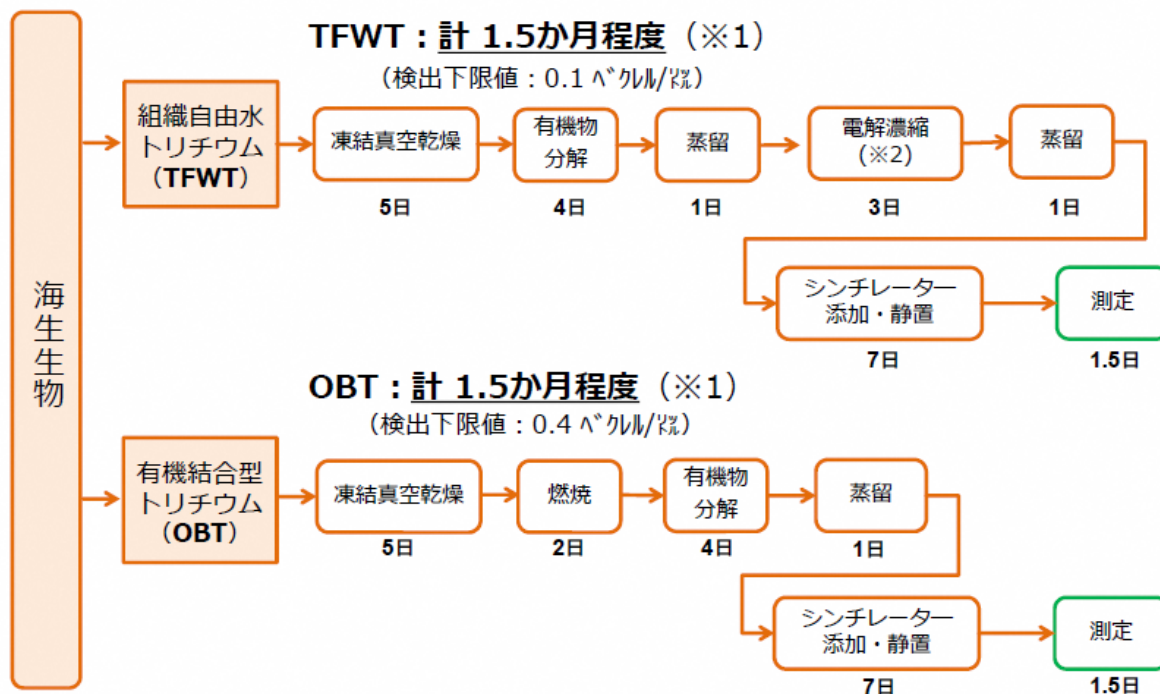 TFWT：計 1.5か月程度（※1）
（検出下限値：0.1 ﾍﾞｸﾚﾙ/㍑）
組織自由水
トリチウム
（TFWT）
凍結真空乾燥
5日
有機物
分解
4日
蒸留
1日
電解濃縮
(※2)
3日
蒸留
1日
シンチレーター
添加・静置
7日
測定
1.5日
海生生物
OBT：計 1.5か月程度（※1）
（検出下限値：0.4 ﾍﾞｸﾚﾙ/㍑）
有機結合型
トリチウム
（OBT）
凍結真空乾燥
5日
燃焼
2日
有機物
分解
4日
蒸留
1日
シンチレーター
添加・静置
7日
測定
1.5日